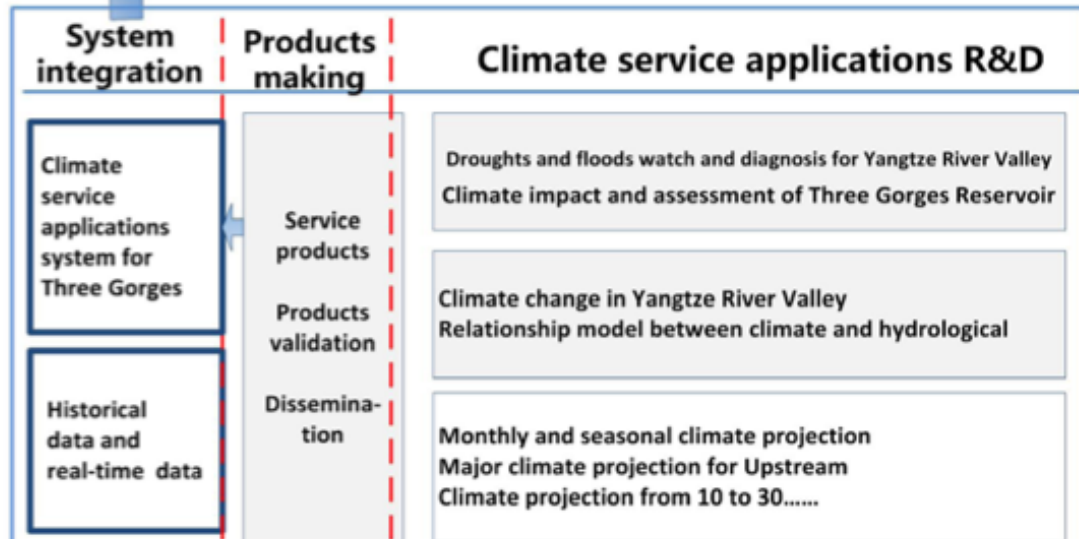 System
integration
Products
making
Climate service applications R&D
Climate
service
applications
system for
Three Gorges
Historical
data and
real-time data
Service
products
Products
validation
Dissemina-
tion
Droughts and floods watch and diagnosis for Yangtze River Valley
Climate impact and assessment of Three Gorges Reservoir
Climate change in Yangtze River Valley
Relationship model between climate and hydrological
Monthly and seasonal climate projection
Major climate projection for Upstream
Climate projection from 10 to 30......